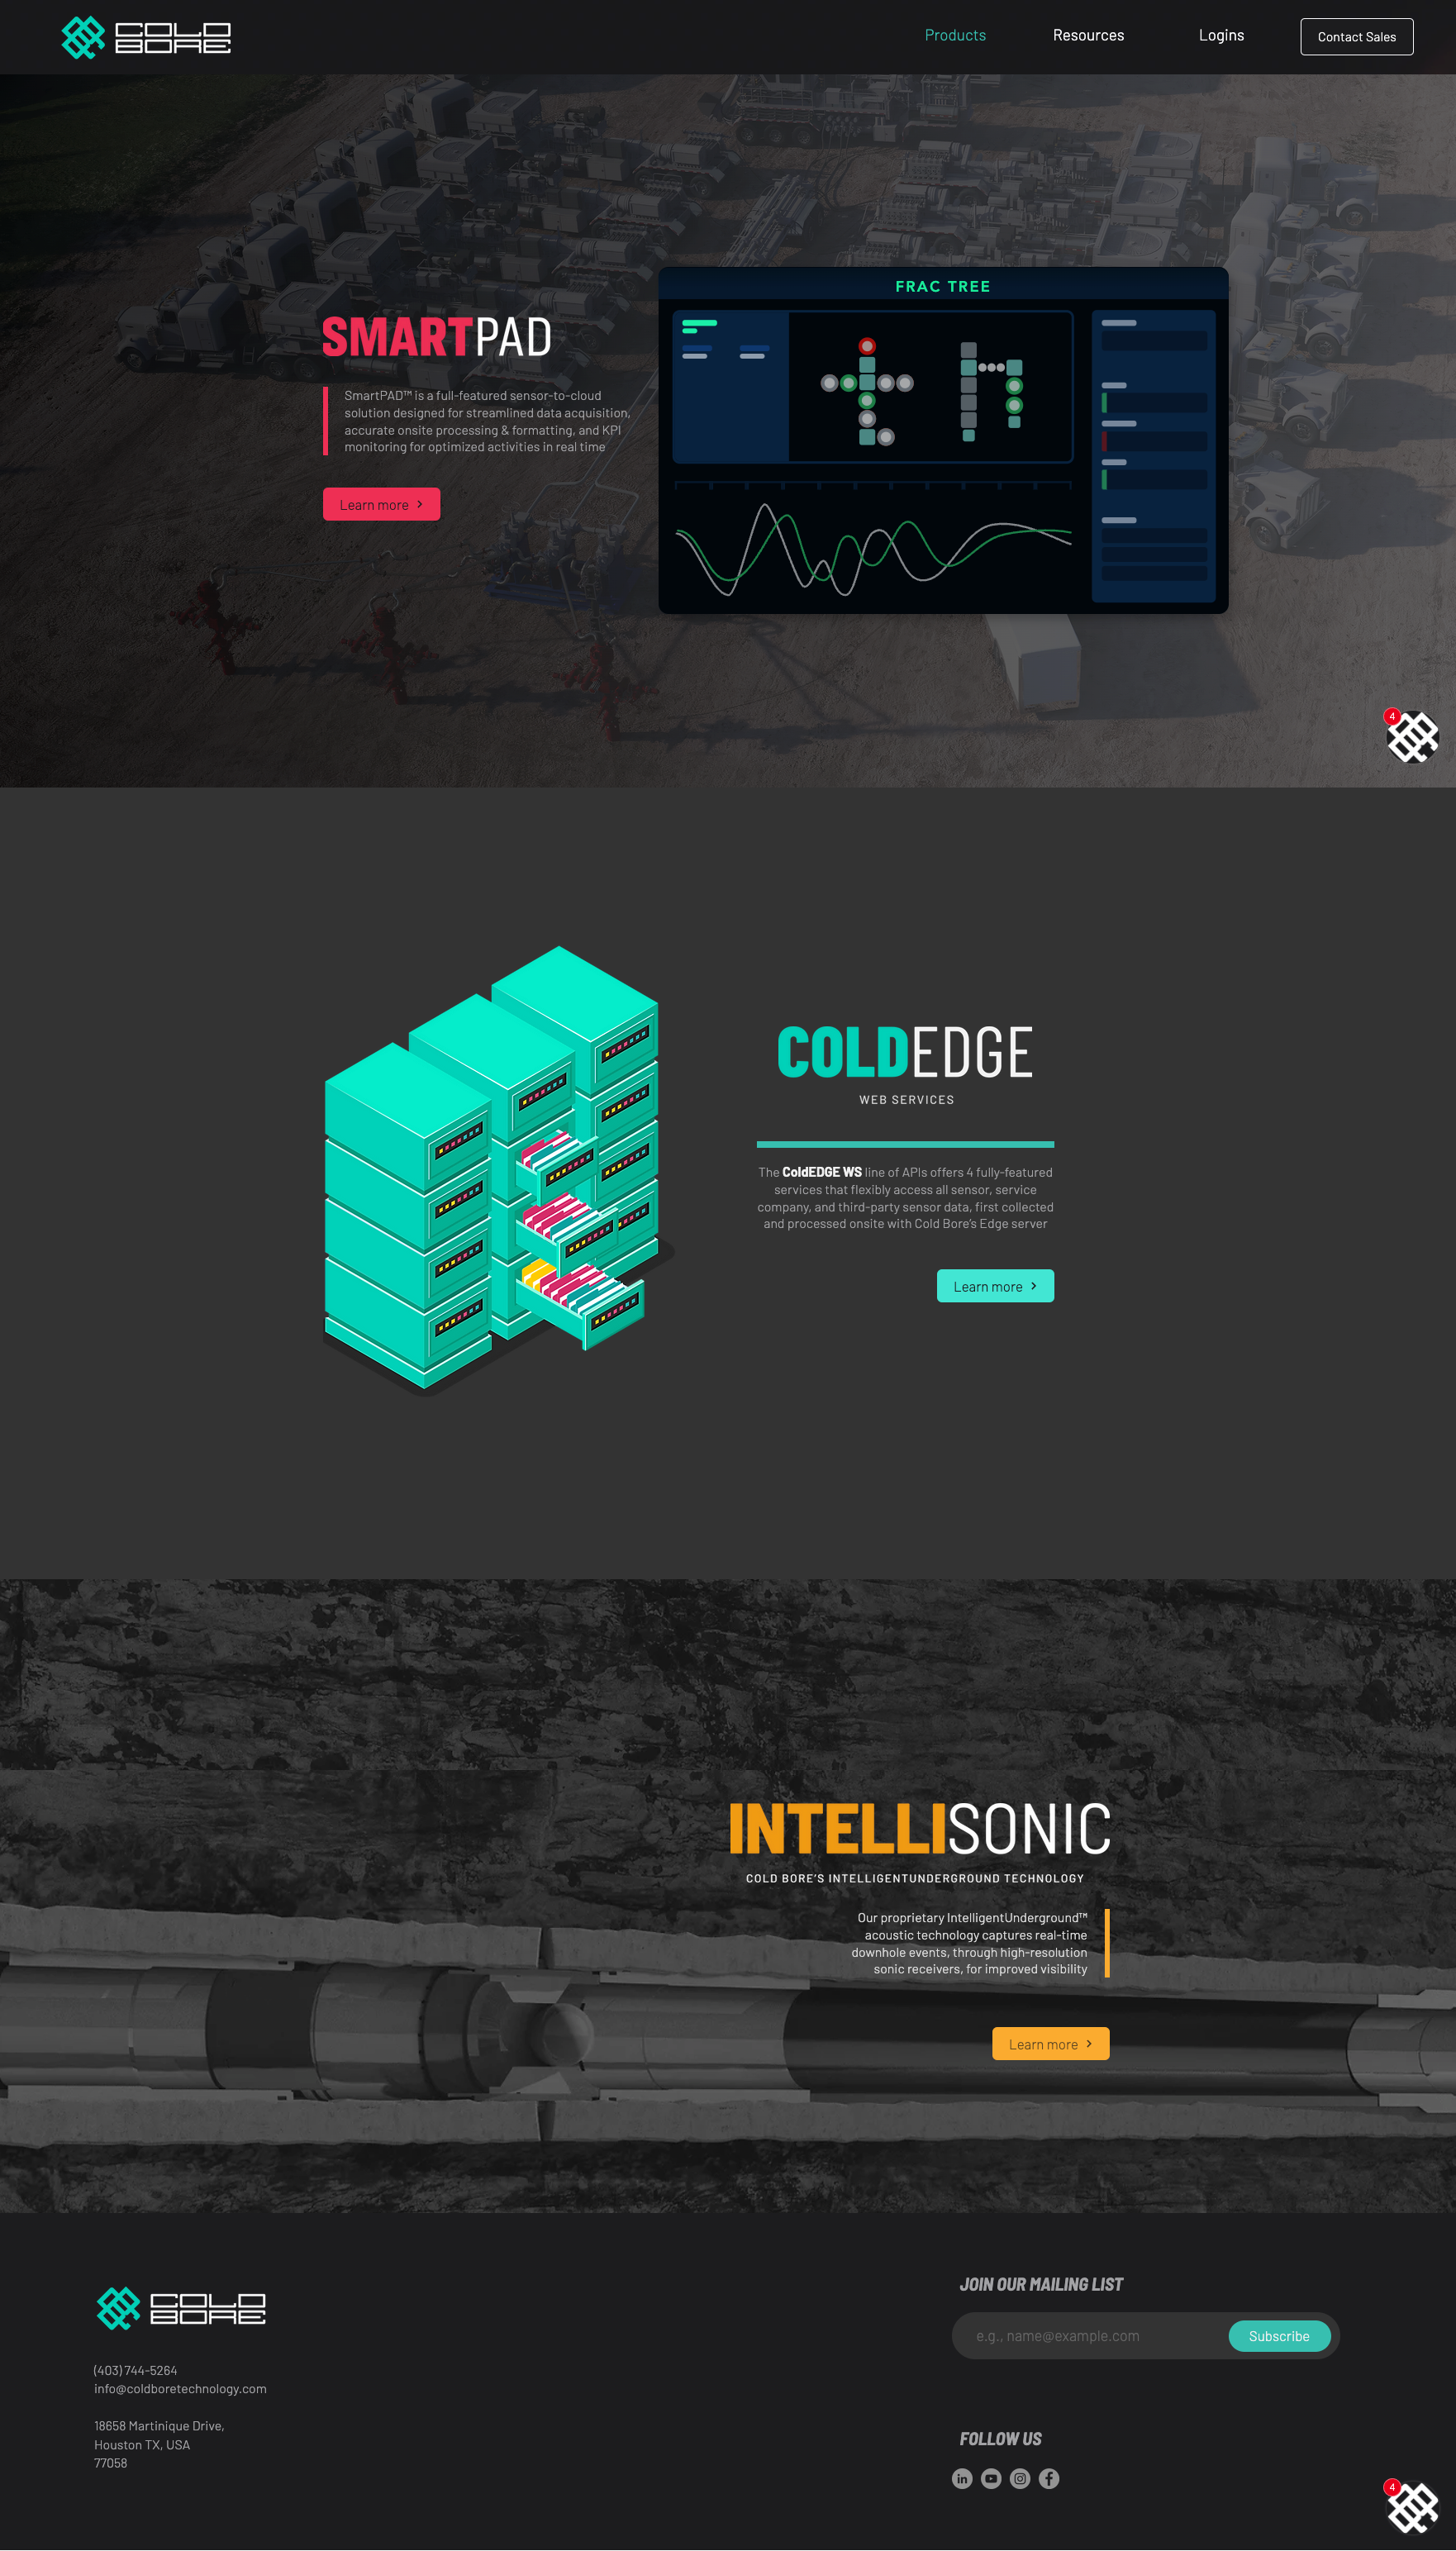 COLD
BORE
Products
Resources
Logins
Contact Sales
FRAC TREE
SMARTPAD
SmartPAD™ is a full-featured sensor-to-cloud
solution designed for streamlined data acquisition,
accurate onsite processing & formatting, and KPI
monitoring for optimized activities in real time
Learn more
4
COLDEDGE
WEB SERVICES
The ColdEDGE WS line of APIs offers 4 fully-featured
services that flexibly access all sensor, service
company, and third-party sensor data, first collected
and processed onsite with Cold Bore's Edge server
Learn more
INTELLISONIC
COLD BORE'S INTELLIGENTUNDERGROUND TECHNOLOGY
Our proprietary IntelligentUnderground™
acoustic technology captures real-time
downhole events, through high-resolution
sonic receivers, for improved visibility
Learn more
COLD
BORE
(403) 744-5264
info@coldboretechnology.com
18658 Martinique Drive,
Houston TX, USA
77058
JOIN OUR MAILING LIST
e.g., name@example.com
Subscribe
FOLLOW US
4